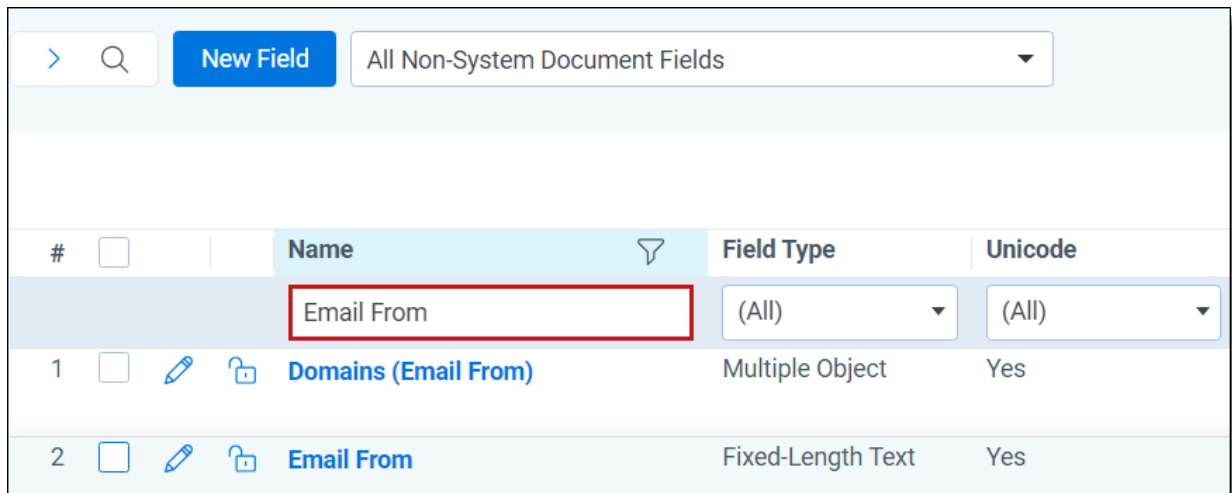 New Field All Non-System Document Fields
# Name Field Type Unicode
Email From (All) (All)
1 Domains (Email From) Multiple Object Yes
2 Email From Fixed-Length Text Yes